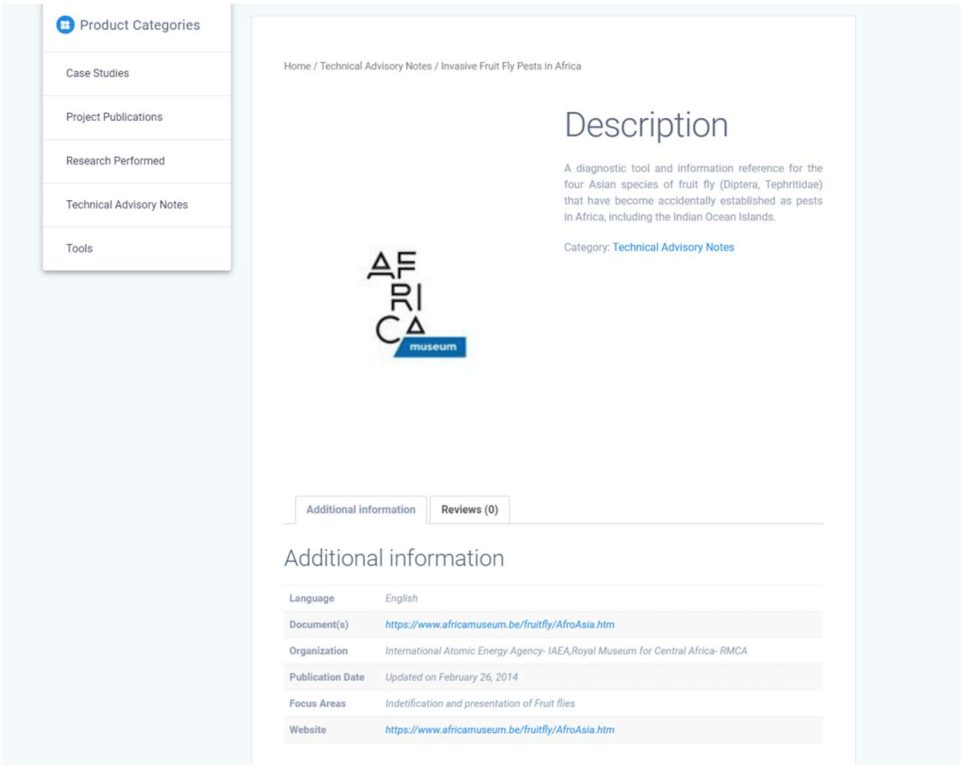 Product Categories
Case Studies
Project Publications
Research Performed
Technical Advisory Notes
Tools
Home / Technical Advisory Notes / Invasive Fruit Fly Pests in Africa
AFRICA
museum
Description
A diagnostic tool and information reference for the
four Asian species of fruit fly (Diptera, Tephritidae)
that have become accidentally established as pests
in Africa, including the Indian Ocean Islands.
Category: Technical Advisory Notes
Additional information
Reviews (0)
Additional information
Language English
Document(s) https://www.africamuseum.be/fruitfly/AfroAsia.htm
Organization International Atomic Energy Agency- IAEA,Royal Museum for Central Africa- RMCA
Publication Date Updated on February 26, 2014
Focus Areas Indetification and presentation of Fruit flies
Website https://www.africamuseum.be/fruitfly/AfroAsia.htm